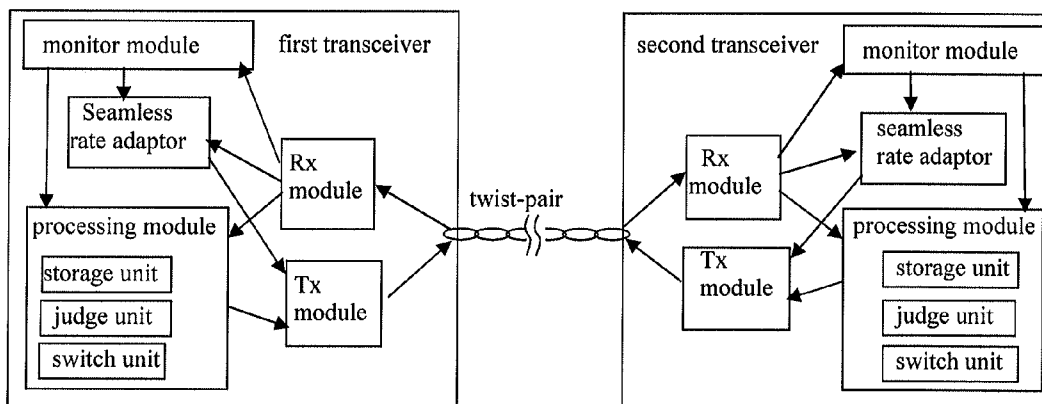 monitor module
first transceiver
Seamless
rate adaptor
Rx
module
processing module
storage unit
judge unit
switch unit
Tx
module
twist-pair
second transceiver
monitor module
seamless
rate adaptor
Rx
module
processing module
Tx
module
storage unit
judge unit
switch unit